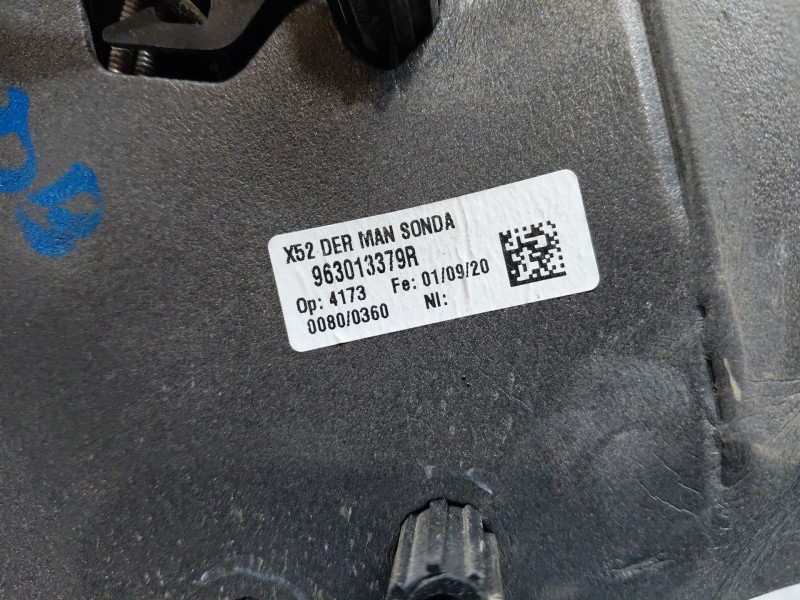 X52 DER MAN SONDA
963013379R
Op: 4173 Fe: 01/09/20
0080/0360 NI: